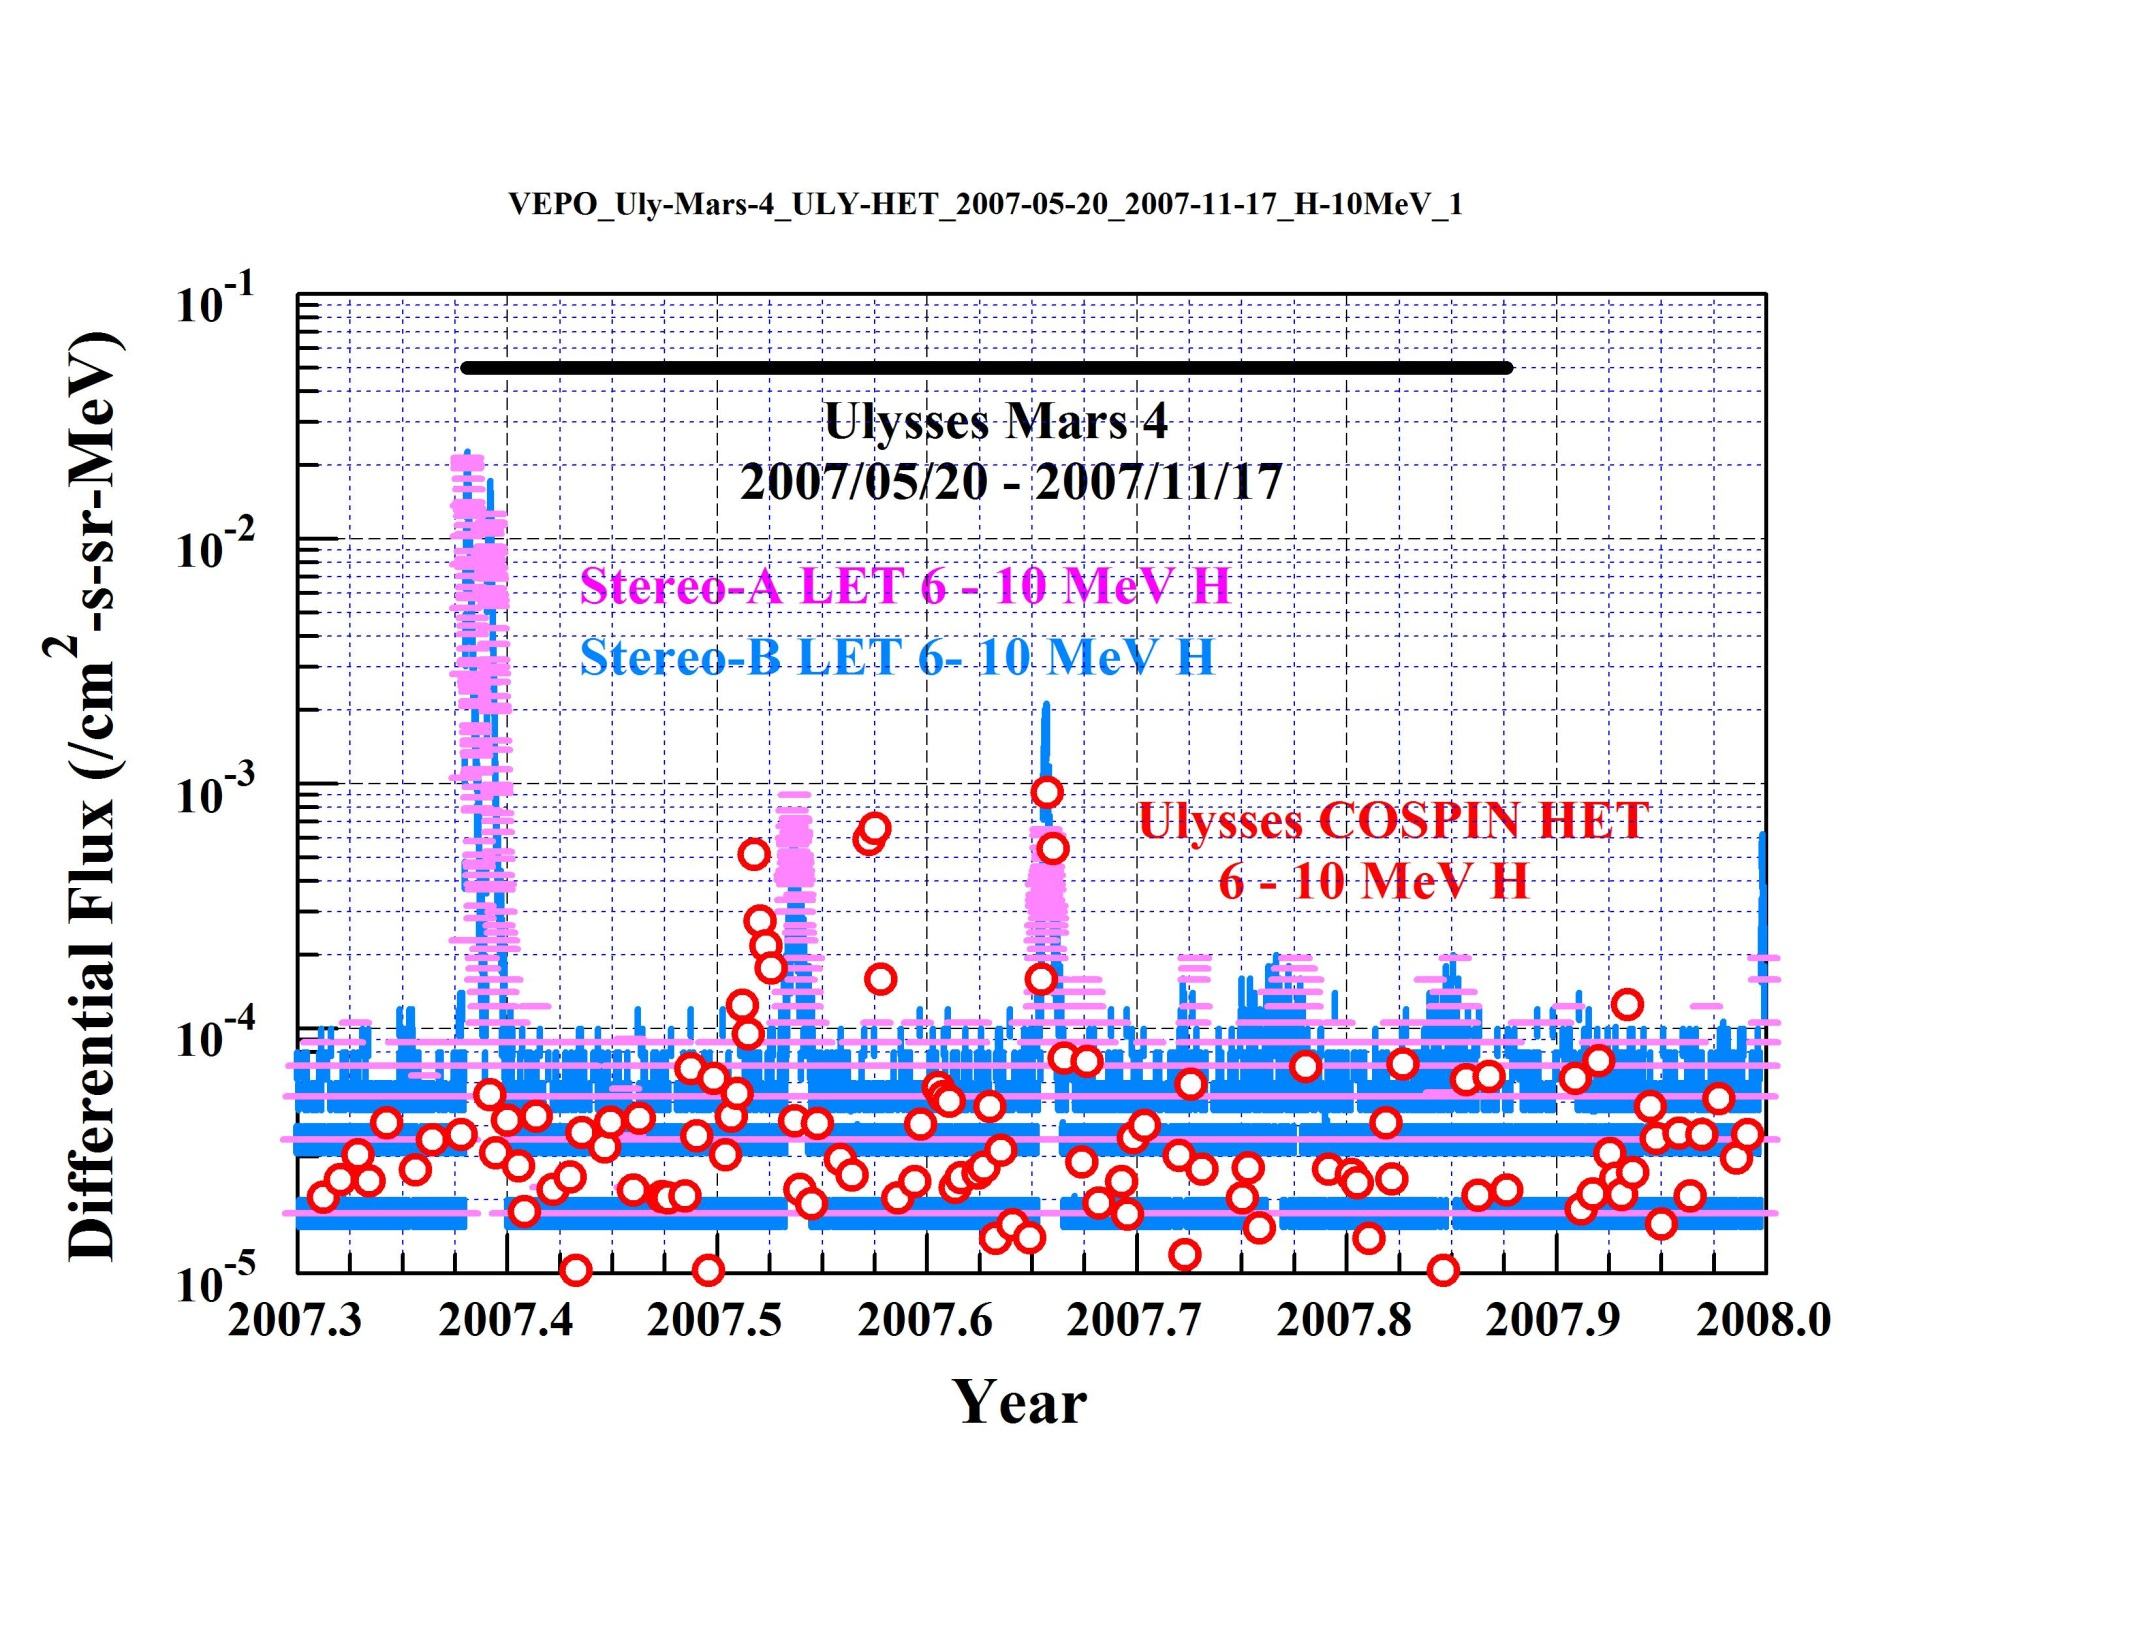 VEPO_Uly-Mars-4_ULY-HET_2007-05-20_2007-11-17_H-10MeV_1
10-1
10-2
10-3
10-4
10-5
Differential Flux (/cm2-s-sr-MeV)
Ulysses Mars 4
2007/05/20 - 2007/11/17
Stereo-A LET 6 - 10 MeV H
Stereo-B LET 6- 10 MeV H
Ulysses COSPIN HET
6 - 10 MeV H
2007.3 2007.4 2007.5 2007.6 2007.7 2007.8 2007.9 2008.0
Year